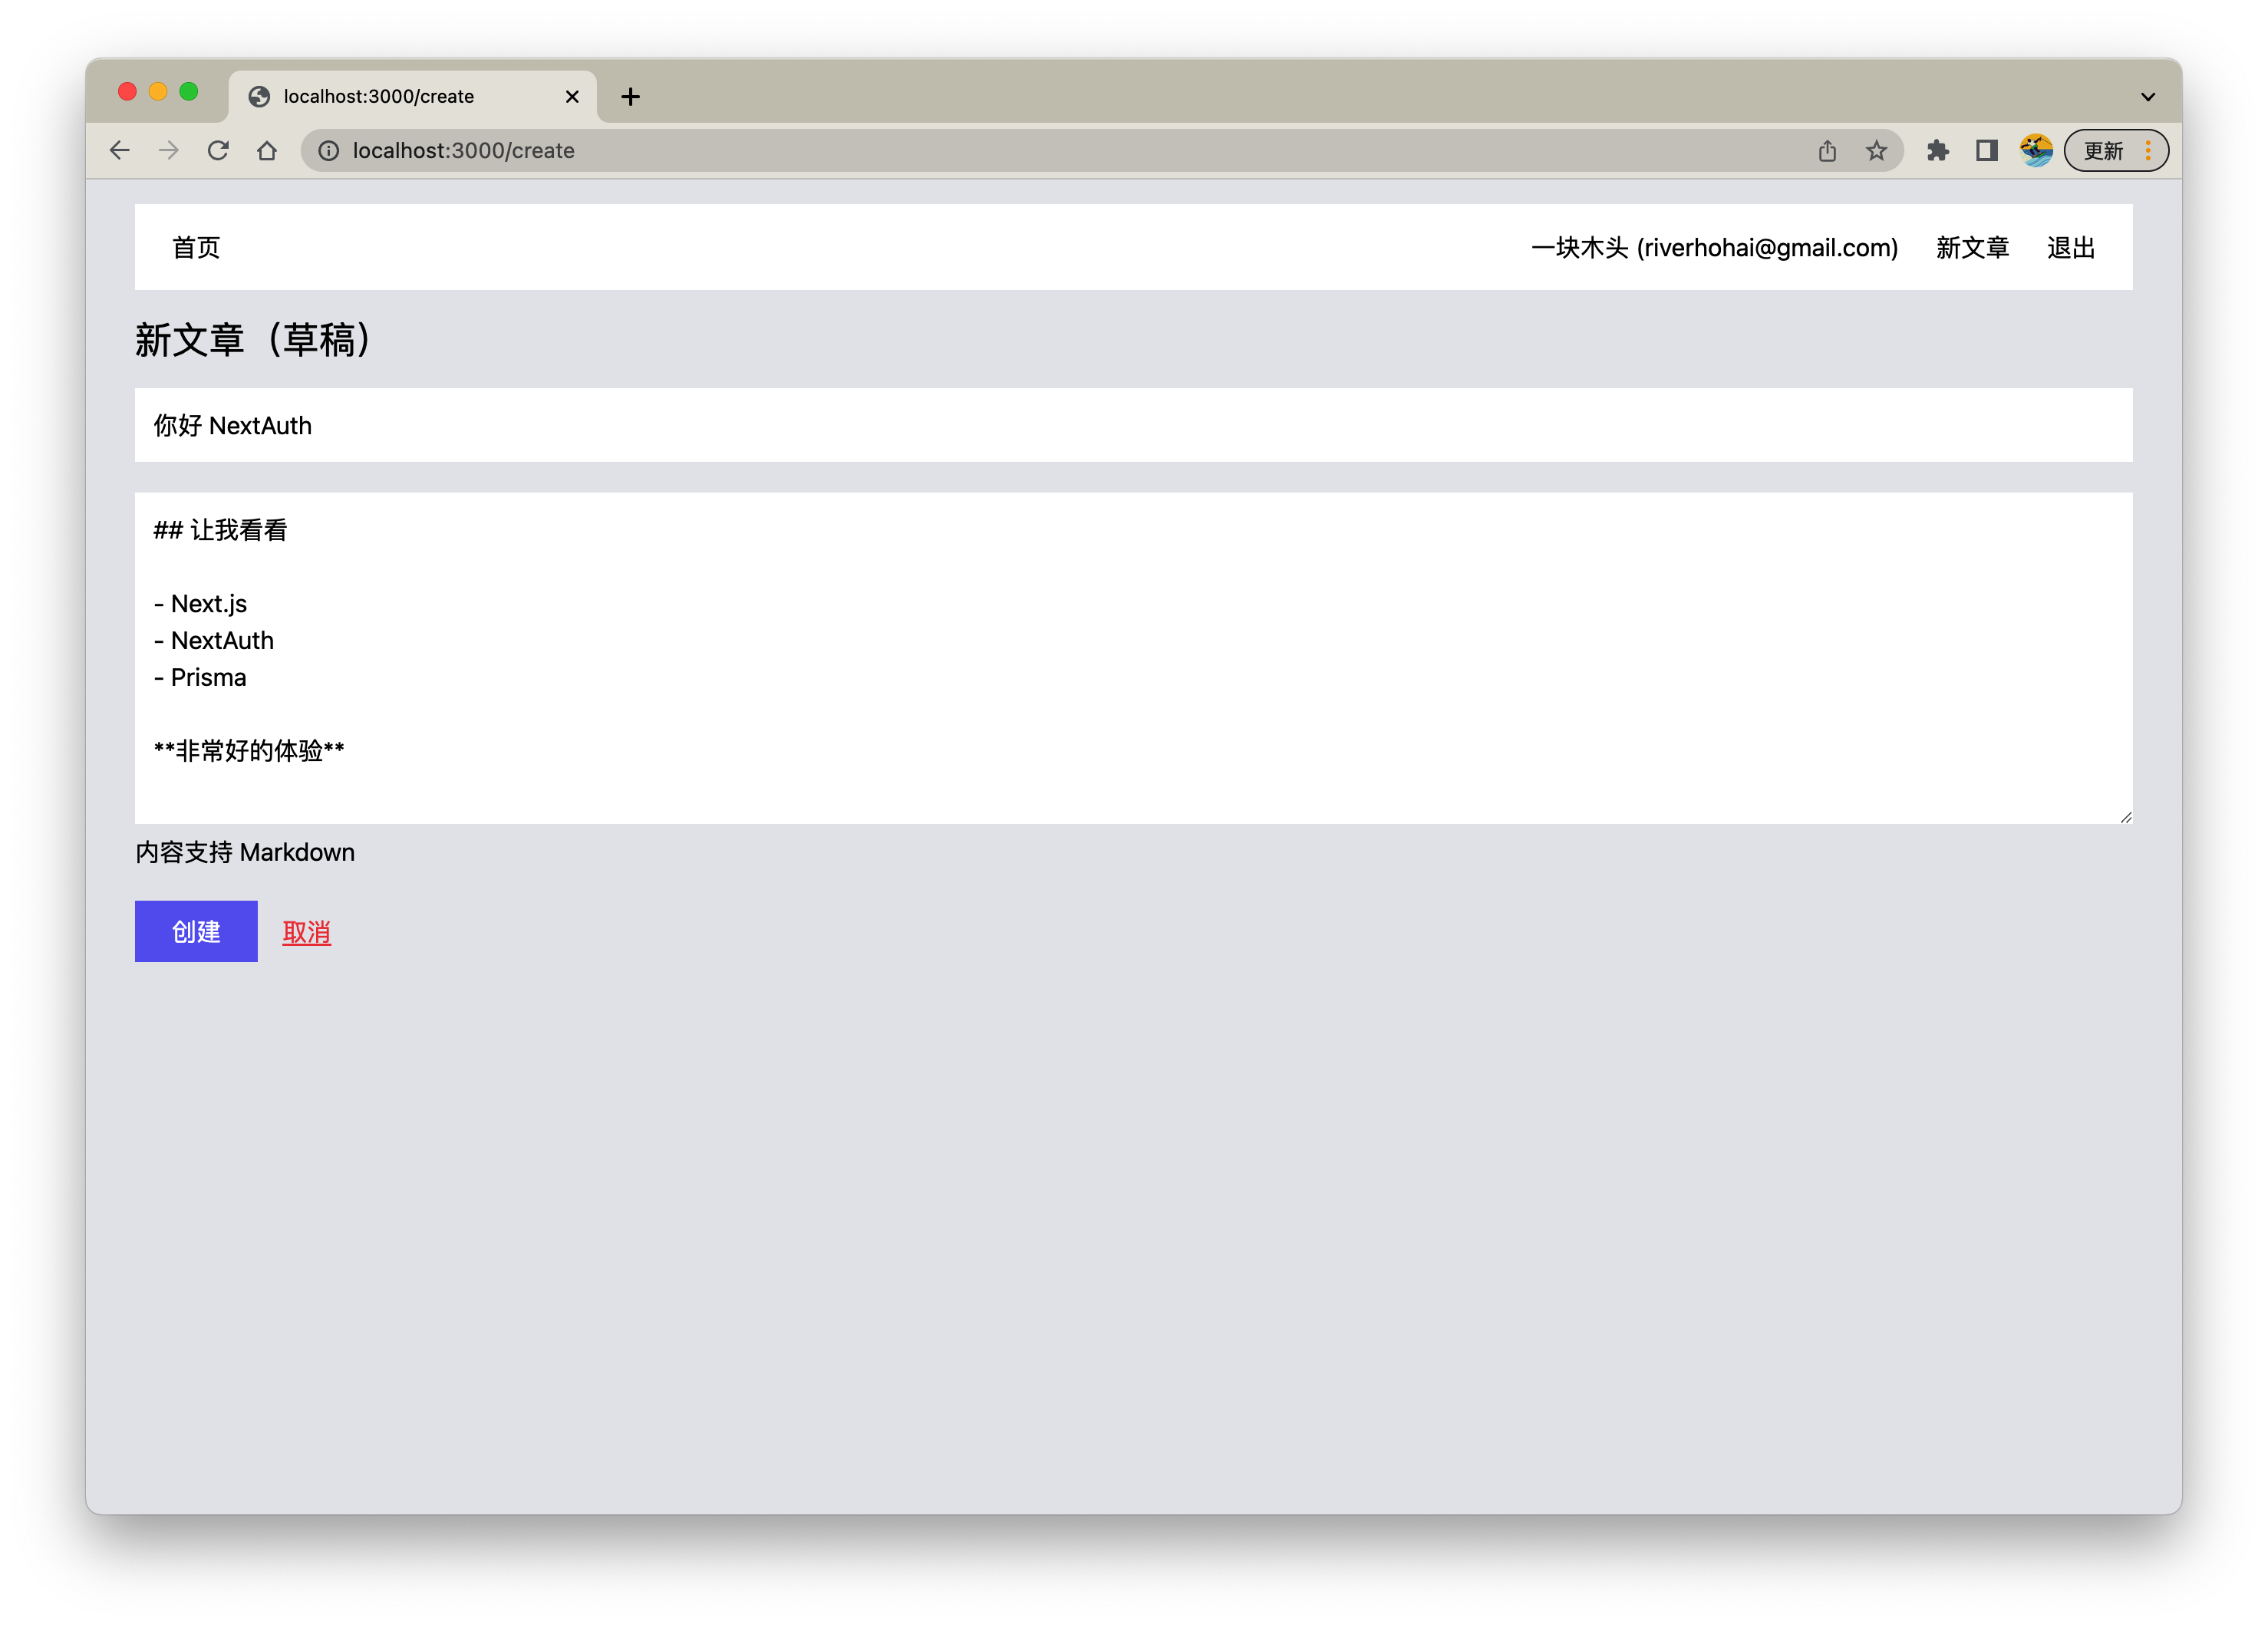 localhost:3000/create
localhost:3000/create
更新
首页
一块木头 (riverhohai@gmail.com)
新文章
退出
新文章（草稿）
你好 NextAuth
## 让我看看
- Next.js
- NextAuth
- Prisma
**非常好的体验**
内容支持 Markdown
创建
取消